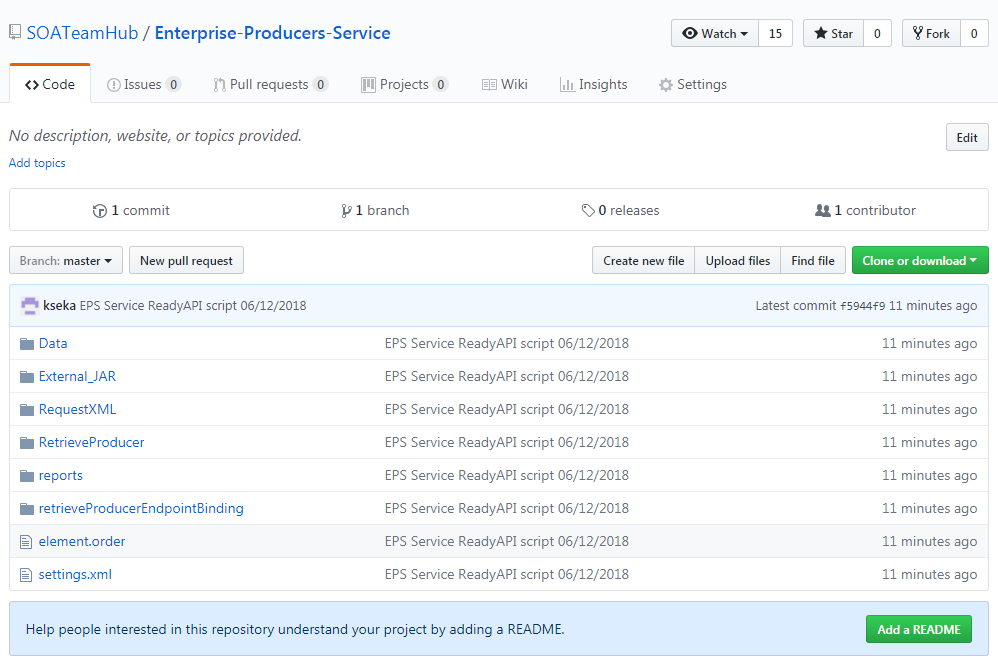 SOATeamHub / Enterprise-Producers-Service Watch 15 Star 0 Fork 0
Code Issues 0 Pull requests 0 Projects 0 Wiki Insights Settings
No description, website, or topics provided. Edit
Add topics
1 commit 1 branch 0 releases 1 contributor
Branch: master New pull request Create new file Upload files Find file Clone or download
kseka EPS Service ReadyAPI script 06/12/2018 Latest commit f5944f9 11 minutes ago
Data EPS Service ReadyAPI script 06/12/2018 11 minutes ago
External_JAR EPS Service ReadyAPI script 06/12/2018 11 minutes ago
RequestXML EPS Service ReadyAPI script 06/12/2018 11 minutes ago
RetrieveProducer EPS Service ReadyAPI script 06/12/2018 11 minutes ago
reports EPS Service ReadyAPI script 06/12/2018 11 minutes ago
retrieveProducerEndpointBinding EPS Service ReadyAPI script 06/12/2018 11 minutes ago
element.order EPS Service ReadyAPI script 06/12/2018 11 minutes ago
settings.xml EPS Service ReadyAPI script 06/12/2018 11 minutes ago
Help people interested in this repository understand your project by adding a README. Add a README